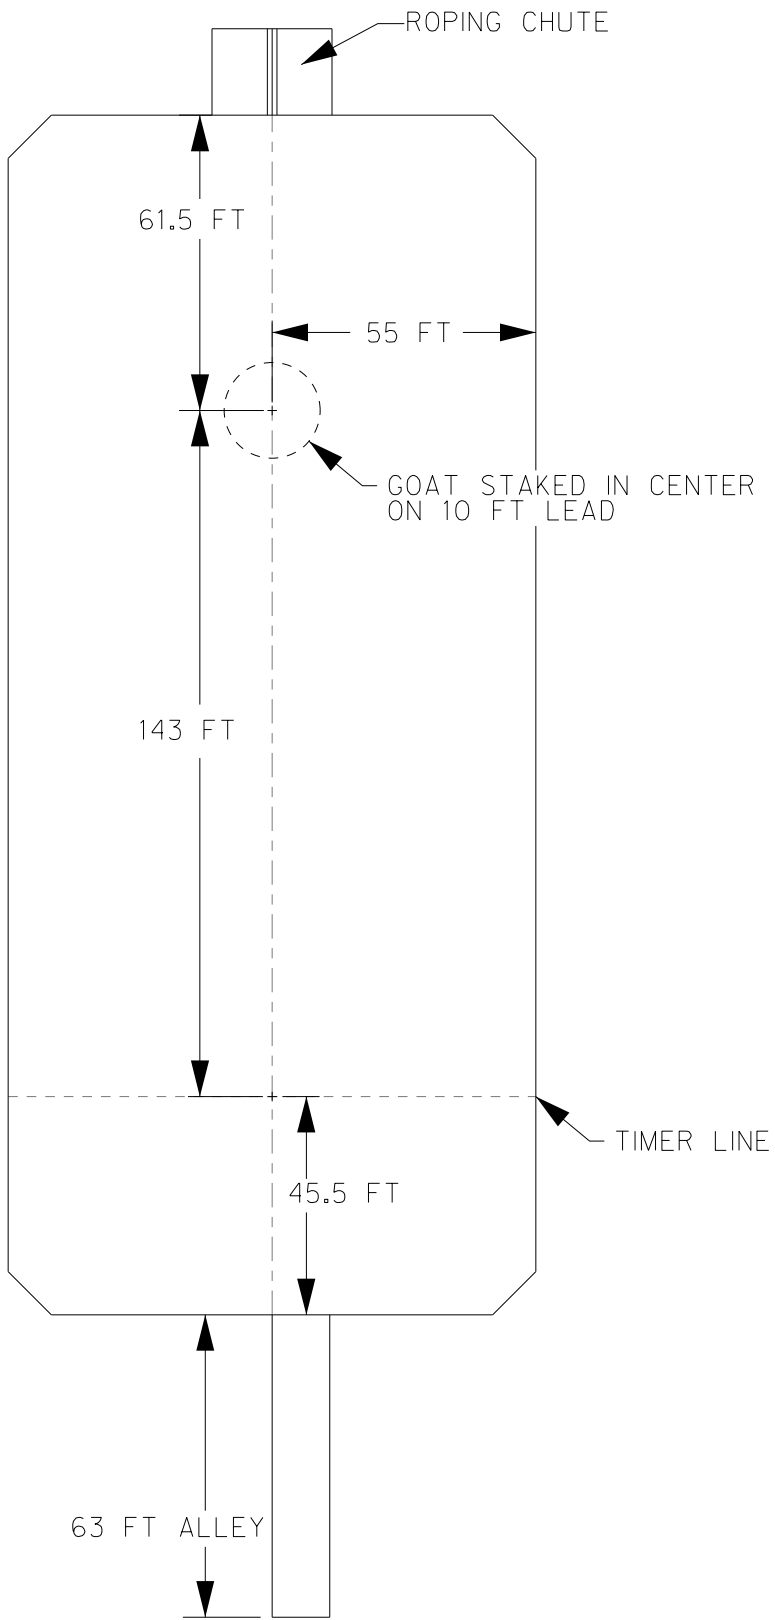 ROPING CHUTE
61.5 FT
55 FT
GOAT STAKED IN CENTER
ON 10 FT LEAD
143 FT
TIMER LINE
45.5 FT
63 FT ALLEY